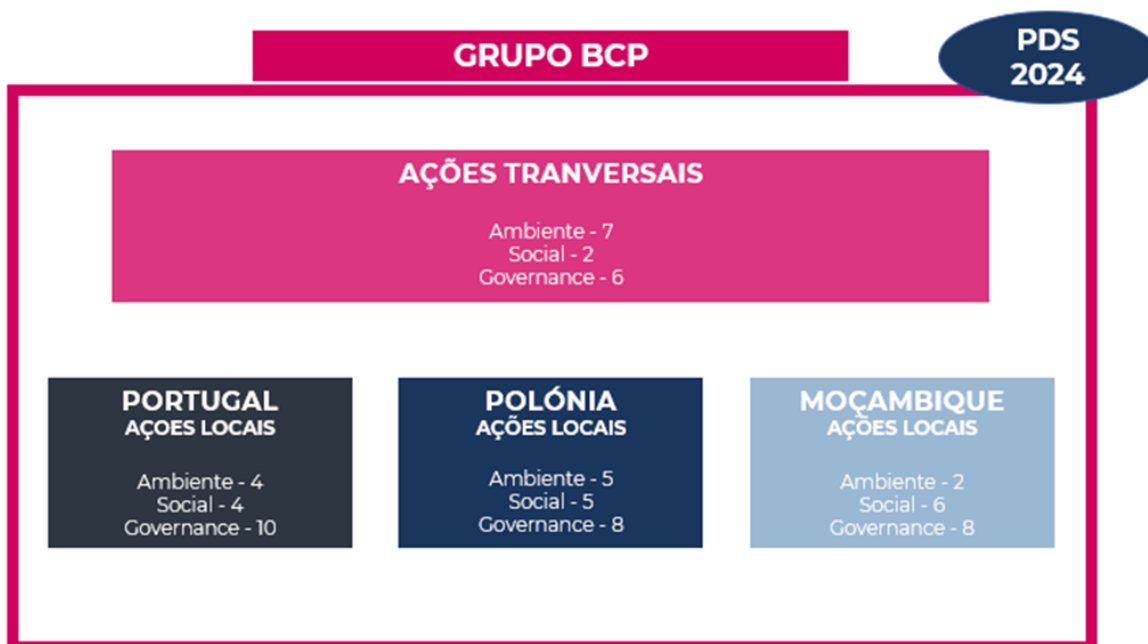 GRUPO BCP
PDS
2024
AÇÕES TRANVERSAIS
Ambiente - 7
Social - 2
Governance - 6
PORTUGAL
AÇOES LOCAIS
Ambiente - 4
Social - 4
Governance - 10
POLÓNIA
AÇÕES LOCAIS
Ambiente - 5
Social - 5
Governance - 8
MOÇAMBIQUE
AÇÕES LOCAIS
Ambiente - 2
Social - 6
Governance - 8